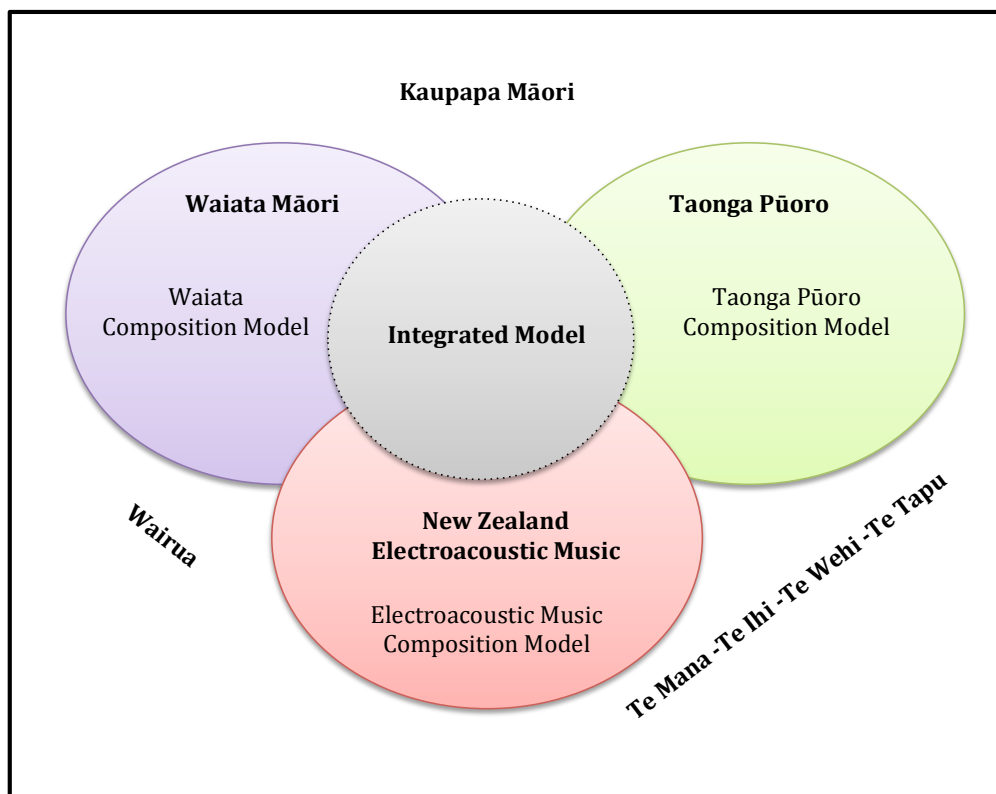 Kaupapa Māori
Waiata Māori
Taonga Pūoro
Waiata
Composition Model
Taonga Pūoro
Composition Model
Integrated Model
New Zealand
Electroacoustic Music
Electroacoustic Music
Composition Model
Wairua
Te Mana -Te Ihi -Te Wehi -Te Tapu